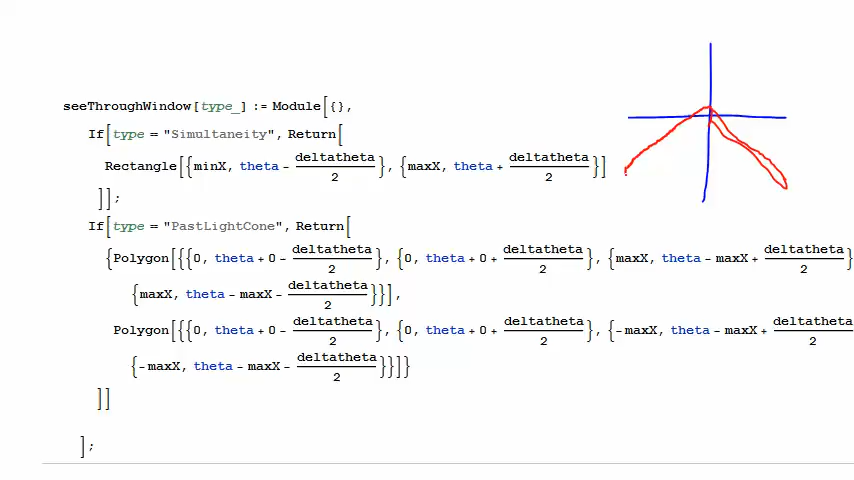 seeThroughWindow[type_] := Module[{},
If[type = "Simultaneity", Return[
Rectangle[{minX, theta - deltatheta/2}, {maxX, theta + deltatheta/2}]
]];
If[type = "PastLightCone", Return[
{Polygon[{{0, theta + 0 - deltatheta/2}, {0, theta + 0 + deltatheta/2}, {maxX, theta - maxX + deltatheta/2}
{maxX, theta - maxX - deltatheta/2}}],
Polygon[{{0, theta + 0 - deltatheta/2}, {0, theta + 0 + deltatheta/2}, {-maxX, theta - maxX + deltatheta/2
{-maxX, theta - maxX - deltatheta/2}}]}
]]
];